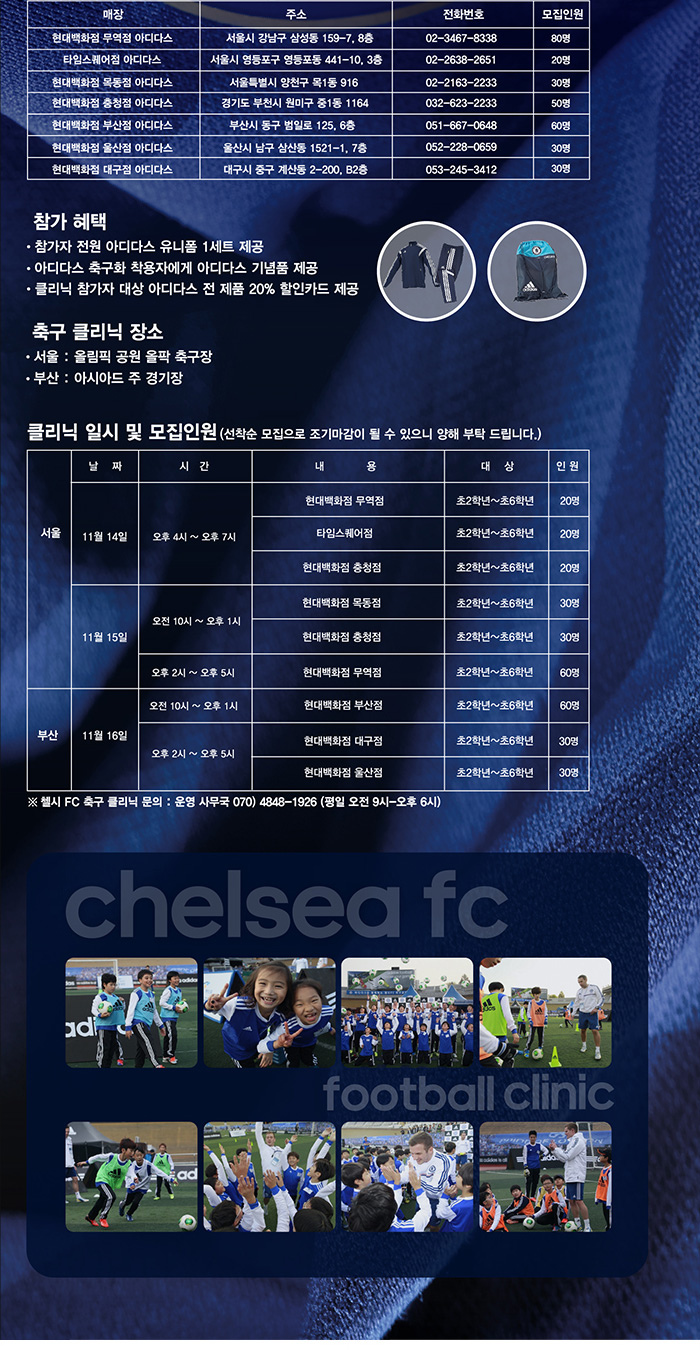 매장 주소 전화번호 모집인원
현대백화점 무역점 아디다스 서울시 강남구 삼성동 159-7, 8층 02-3467-8338 80명
타임스퀘어점 아디다스 서울시 영등포구 영등포동 441-10, 3층 02-2638-2651 20명
현대백화점 목동점 아디다스 서울특별시 양천구 목1동 916 02-2163-2233 30명
현대백화점 충청점 아디다스 경기도 부천시 원미구 중1동 1164 032-623-2233 50명
현대백화점 부산점 아디다스 부산시 동구 범일로 125, 6층 051-667-0648 60명
현대백화점 울산점 아디다스 울산시 남구 삼산동 1521-1, 7층 052-228-0659 30명
현대백화점 대구점 아디다스 대구시 중구 계산동 2-200, B2층 053-245-3412 30명
참가 혜택
• 참가자 전원 아디다스 유니폼 1세트 제공
• 아디다스 축구화 착용자에게 아디다스 기념품 제공
• 클리닉 참가자 대상 아디다스 전 제품 20% 할인카드 제공
adidas
축구 클리닉 장소
• 서울 : 올림픽 공원 올팍 축구장
• 부산 : 아시아드 주 경기장
클리닉 일시 및 모집인원 (선착순 모집으로 조기마감이 될 수 있으니 양해 부탁 드립니다.)
날 짜 시 간 내 용 대 상 인 원
서울 11월 14일 오후 4시 ~ 오후 7시 현대백화점 무역점 초2학년~초6학년 20명
타임스퀘어점 초2학년~초6학년 20명
현대백화점 충청점 초2학년~초6학년 20명
11월 15일 오전 10시 ~ 오후 1시 현대백화점 목동점 초2학년~초6학년 30명
현대백화점 충청점 초2학년~초6학년 30명
오후 2시 ~ 오후 5시 현대백화점 무역점 초2학년~초6학년 60명
부산 11월 16일 오전 10시 ~ 오후 1시 현대백화점 부산점 초2학년~초6학년 60명
오후 2시 ~ 오후 5시 현대백화점 대구점 초2학년~초6학년 30명
현대백화점 울산점 초2학년~초6학년 30명
※ 첼시 FC 축구 클리닉 문의 : 운영 사무국 070) 4848-1926 (평일 오전 9시-오후 6시)
chelsea fc
football clinic